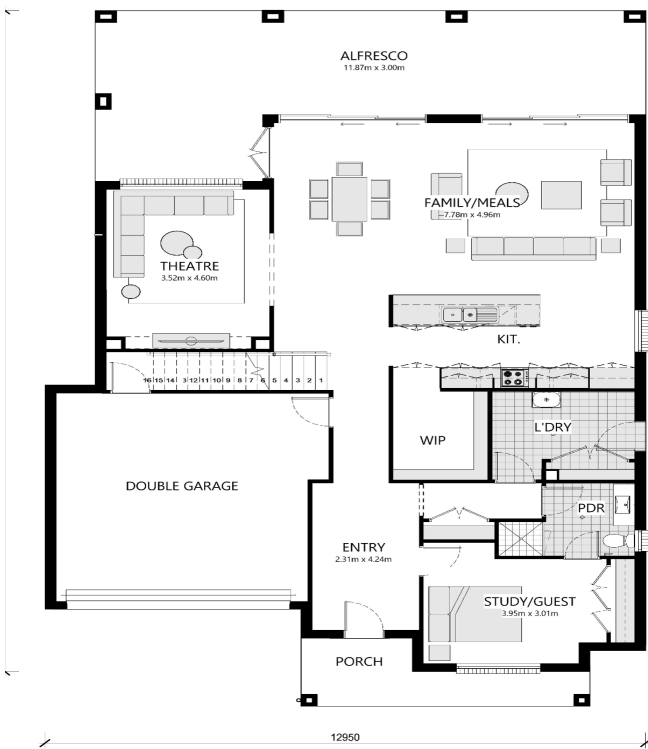 ALFRESCO
11.87m x 3.00m
FAMILY/MEALS
7.78m x 4.96m
THEATRE
3.52m x 4.60m
KIT.
16 15 14 3 12 11 10 9 8 7 6 5 4 3 2 1
L'DRY
WIP
DOUBLE GARAGE
PDR
ENTRY
2.31m x 4.24m
STUDY/GUEST
3.95m x 3.01m
PORCH
12950